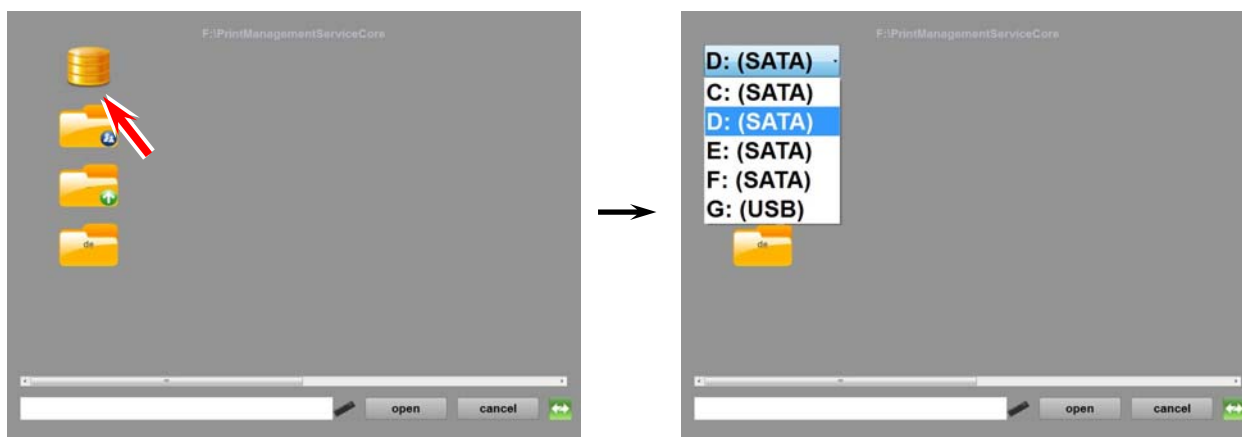 F:\PrintManagementServiceCore
de
open cancel
F:\PrintManagementServiceCore
D: (SATA)
C: (SATA)
D: (SATA)
E: (SATA)
F: (SATA)
G: (USB)
de
open cancel